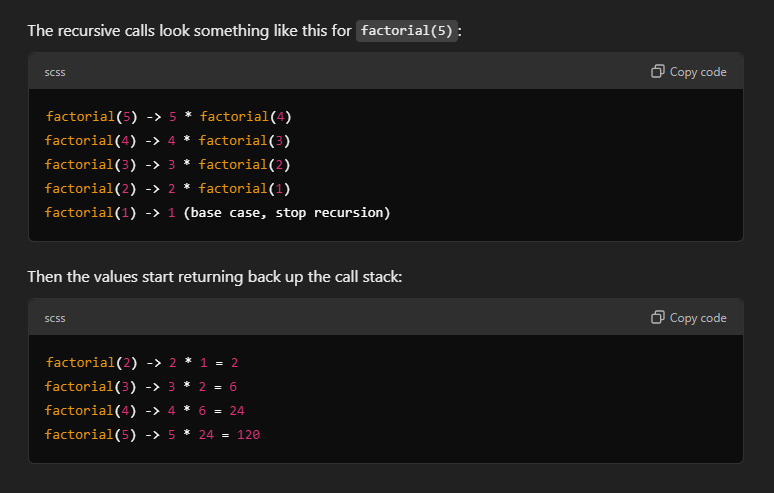 The recursive calls look something like this for factorial(5):
scss
Copy code
factorial(5) -> 5 * factorial(4)
factorial(4) -> 4 * factorial(3)
factorial(3) -> 3 * factorial(2)
factorial(2) -> 2 * factorial(1)
factorial(1) -> 1 (base case, stop recursion)
Then the values start returning back up the call stack:
scss
Copy code
factorial(2) -> 2 * 1 = 2
factorial(3) -> 3 * 2 = 6
factorial(4) -> 4 * 6 = 24
factorial(5) -> 5 * 24 = 120